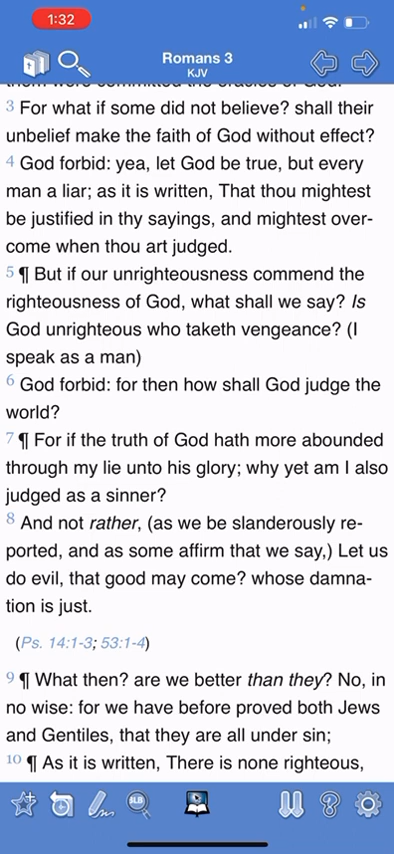 1:32
Romans 3
KJV
them were committed the oracles of God.
3 For what if some did not believe? shall their
unbelief make the faith of God without effect?
4 God forbid: yea, let God be true, but every
man a liar; as it is written, That thou mightest
be justified in thy sayings, and mightest over-
come when thou art judged.
5 ¶ But if our unrighteousness commend the
righteousness of God, what shall we say? Is
God unrighteous who taketh vengeance? (I
speak as a man)
6 God forbid: for then how shall God judge the
world?
7 ¶ For if the truth of God hath more abounded
through my lie unto his glory; why yet am I also
judged as a sinner?
8 And not rather, (as we be slanderously re-
ported, and as some affirm that we say,) Let us
do evil, that good may come? whose damna-
tion is just.
(Ps. 14:1-3; 53:1-4)
9 ¶ What then? are we better than they? No, in
no wise: for we have before proved both Jews
and Gentiles, that they are all under sin;
10 ¶ As it is written, There is none righteous,
SLB